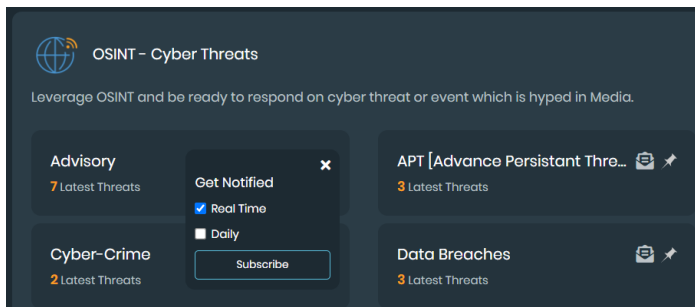 OSINT - Cyber Threats
Leverage OSINT and be ready to respond on cyber threat or event which is hyped in Media.
Advisory
7 Latest Threats
Get Notified
Real Time
Daily
Subscribe
APT [Advance Persistant Thre...
3 Latest Threats
Cyber-Crime
2 Latest Threats
Data Breaches
3 Latest Threats